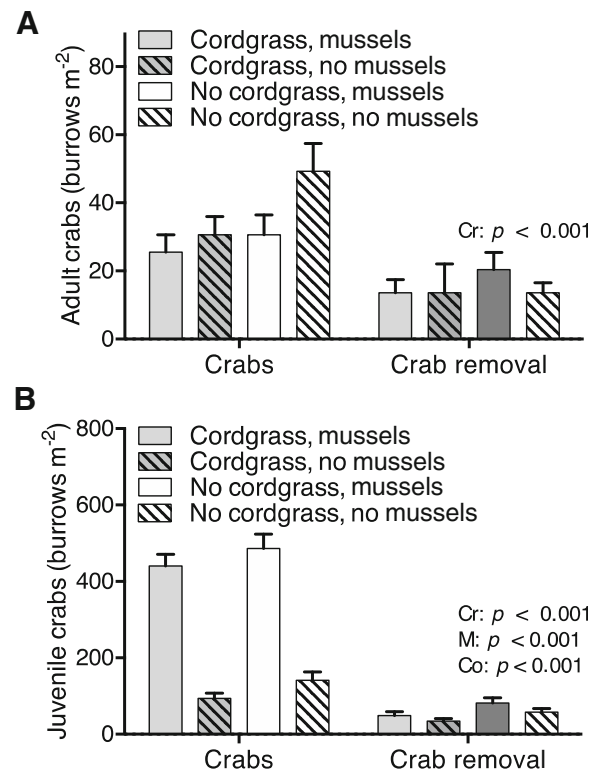 A
Cordgrass, mussels
Cordgrass, no mussels
No cordgrass, mussels
No cordgrass, no mussels
Adult crabs (burrows m-2)
80
60
40
20
0
Cr: p < 0.001
Crabs
Crab removal
B
Cordgrass, mussels
Cordgrass, no mussels
No cordgrass, mussels
No cordgrass, no mussels
Juvenile crabs (burrows m-2)
800
600
400
200
0
Cr: p < 0.001
M: p < 0.001
Co: p < 0.001
Crabs
Crab removal